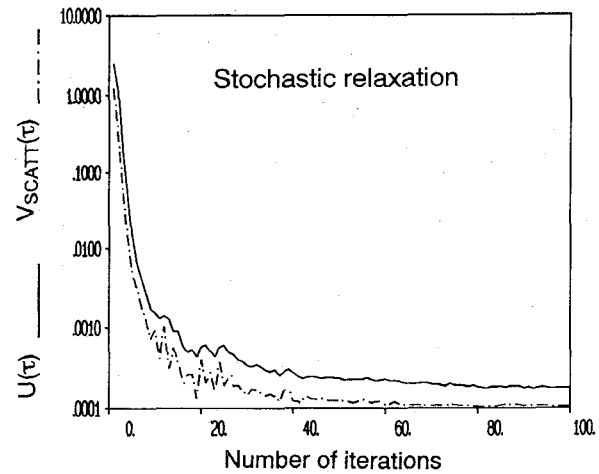 10.0000
1.0000
.1000
.0100
.0010
.0001
V_SCATT(τ)
U(τ)
Stochastic relaxation
0. 20. 40. 60. 80. 100.
Number of iterations